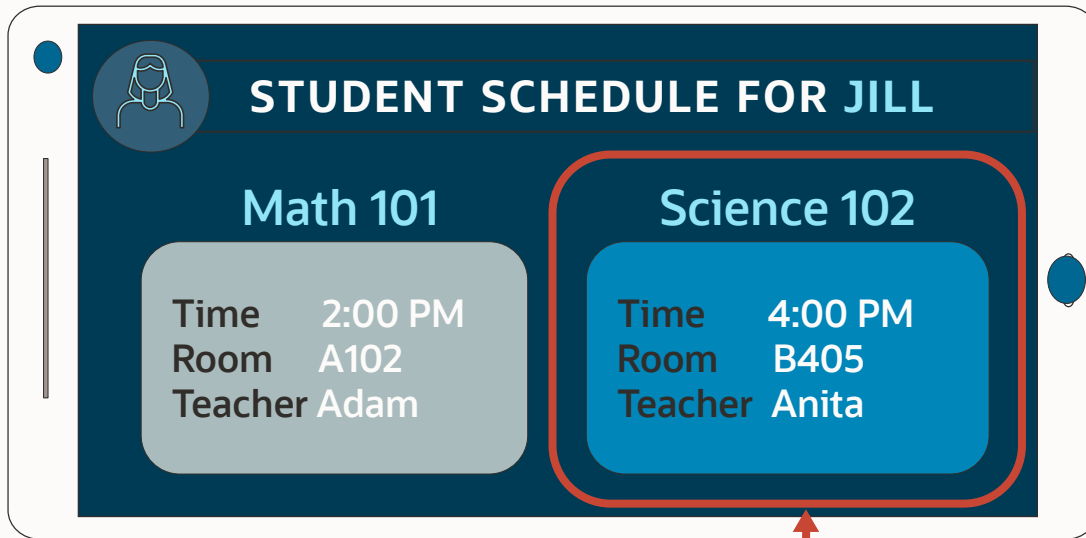 STUDENT SCHEDULE FOR JILL
Math 101
Time 2:00 PM
Room A102
Teacher Adam
Science 102
Time 4:00 PM
Room B405
Teacher Anita